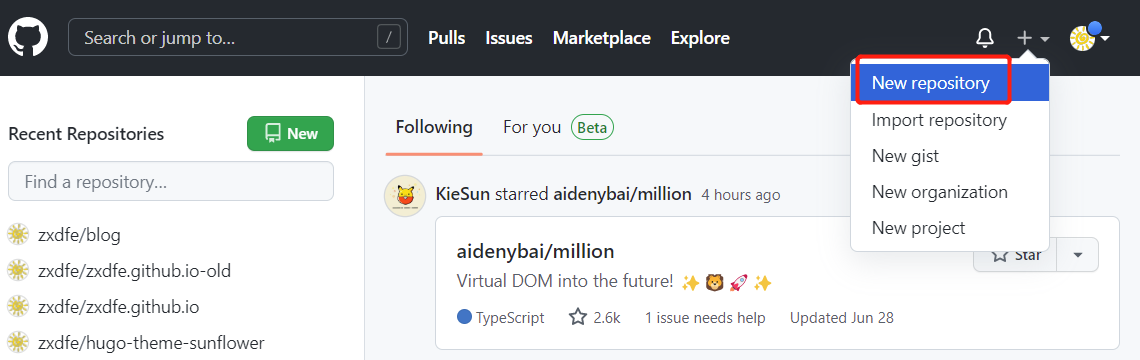 Search or jump to... /
Pulls Issues Marketplace Explore
New repository
Import repository
New gist
New organization
New project
Recent Repositories
New
Find a repository...
zxdfe/blog
zxdfe/zxdfe.github.io-old
zxdfe/zxdfe.github.io
zxdfe/hugo-theme-sunflower
Following For you Beta
KieSun starred aidenybai/million 4 hours ago
aidenybai/million
Star
Virtual DOM into the future! ✨ 🦁 🚀 ✨
TypeScript 2.6k 1 issue needs help Updated Jun 28